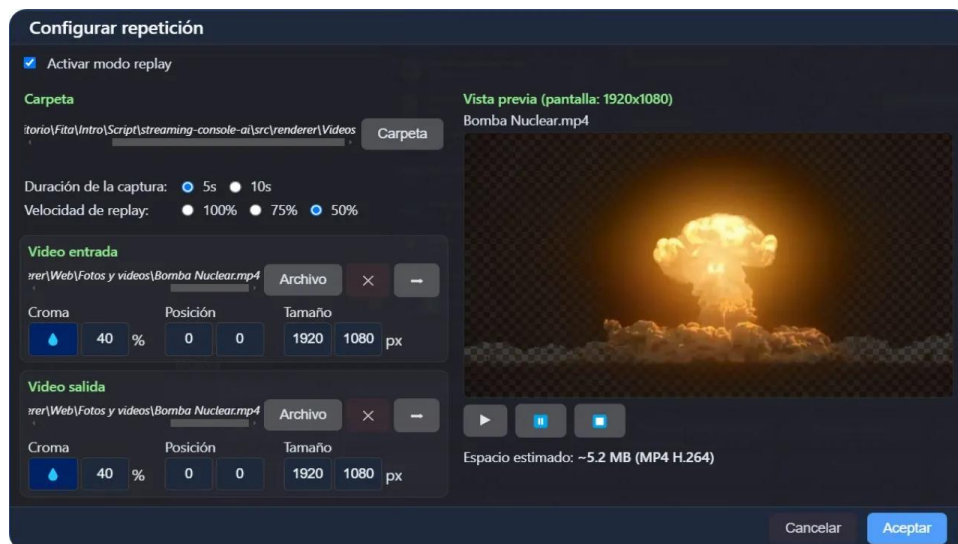 Configurar repetición
Activar modo replay
Carpeta
itorio\Fita\Intro\Script\streaming-console-ai\src\renderer\Videos
Carpeta
Duración de la captura: 5s 10s
Velocidad de replay: 100% 75% 50%
Video entrada
erer\Web\Fotos y videos\Bomba Nuclear.mp4
Archivo
Croma Posición Tamaño
40 % 0 0 1920 1080 px
Video salida
erer\Web\Fotos y videos\Bomba Nuclear.mp4
Archivo
Croma Posición Tamaño
40 % 0 0 1920 1080 px
Vista previa (pantalla: 1920x1080)
Bomba Nuclear.mp4
Espacio estimado: ~5.2 MB (MP4 H.264)
Cancelar
Aceptar